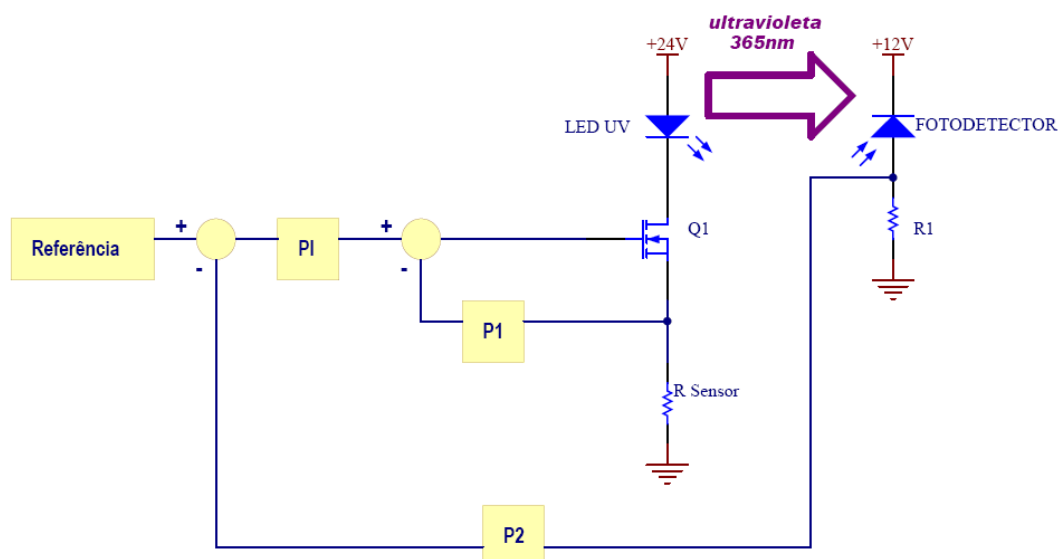 ultravioleta
365nm
+24V
+12V
LED UV
FOTODETECTOR
Referência
+
-
PI
+
-
Q1
R1
P1
R Sensor
P2